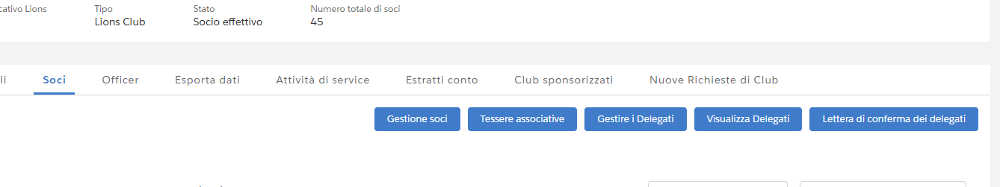 cativo Lions Tipo Stato Numero totale di soci
Lions Club Socio effettivo 45
li Soci Officer Esporta dati Attività di service Estratti conto Club sponsorizzati Nuove Richieste di Club
Gestione soci Tessere associative Gestire i Delegati Visualizza Delegati Lettera di conferma dei delegati